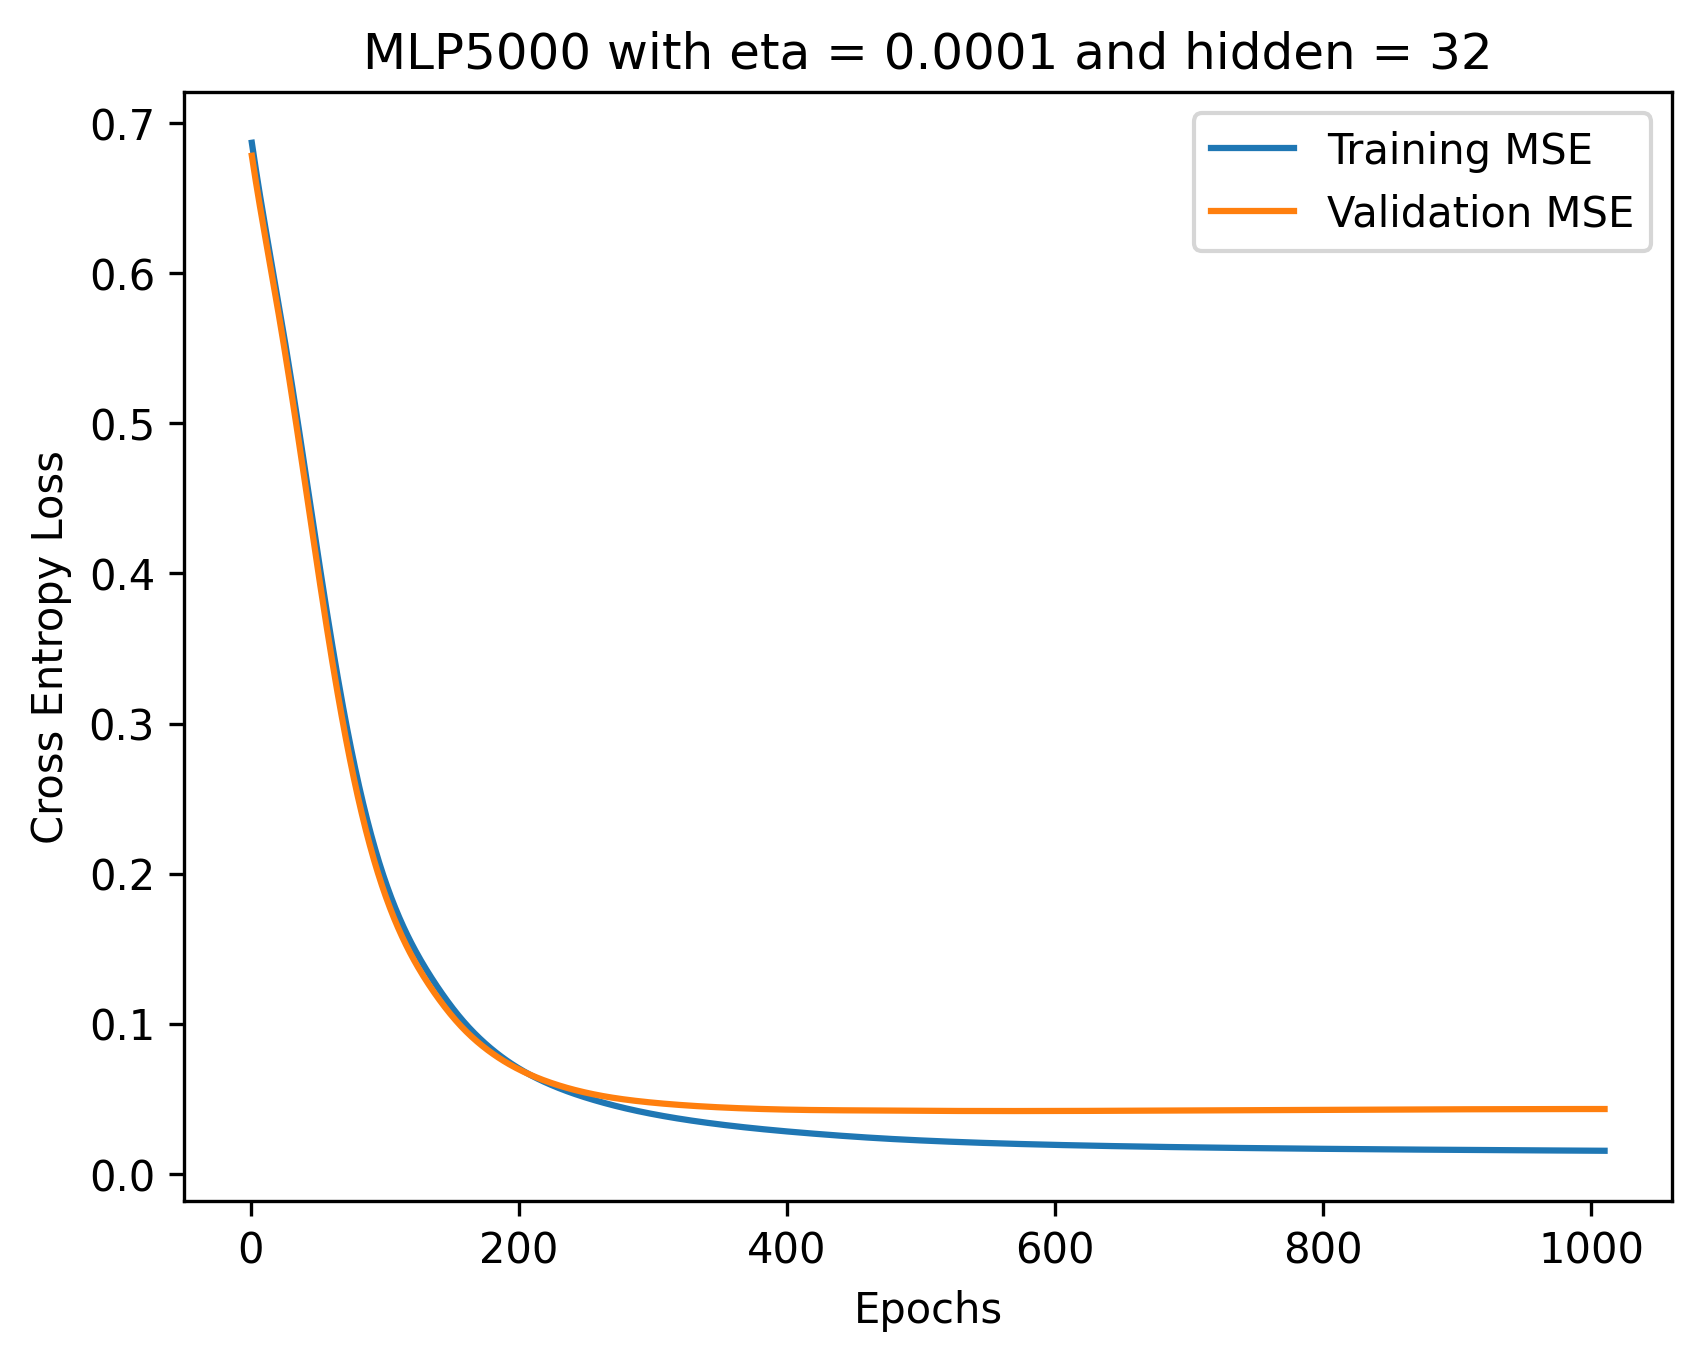 MLP5000 with eta = 0.0001 and hidden = 32
Training MSE
Validation MSE
Cross Entropy Loss
0.7
0.6
0.5
0.4
0.3
0.2
0.1
0.0
0 200 400 600 800 1000
Epochs